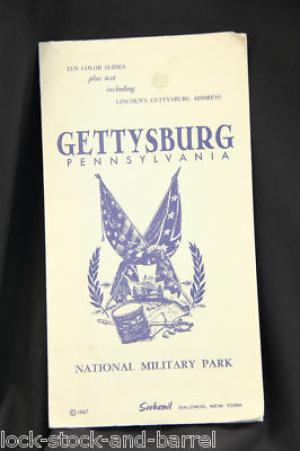 TEN COLOR SLIDES
plus text
including
LINCOLN'S GETTYSBURG ADDRESS
GETTYSBURG
PENNSYLVANIA
NATIONAL MILITARY PARK
© 1967 Scehamil BALDWIN, NEW YORK
lock-stock-and-barrel